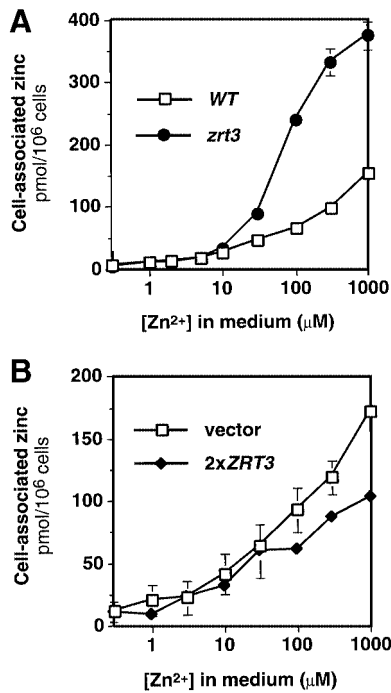 A
Cell-associated zinc
pmol/10⁶ cells
400
300
200
100
0
WT
zrt3
1
10
100
1000
[Zn²⁺] in medium (μM)
B
Cell-associated zinc
pmol/10⁶ cells
200
150
100
50
0
vector
2xZRT3
1
10
100
1000
[Zn²⁺] in medium (μM)